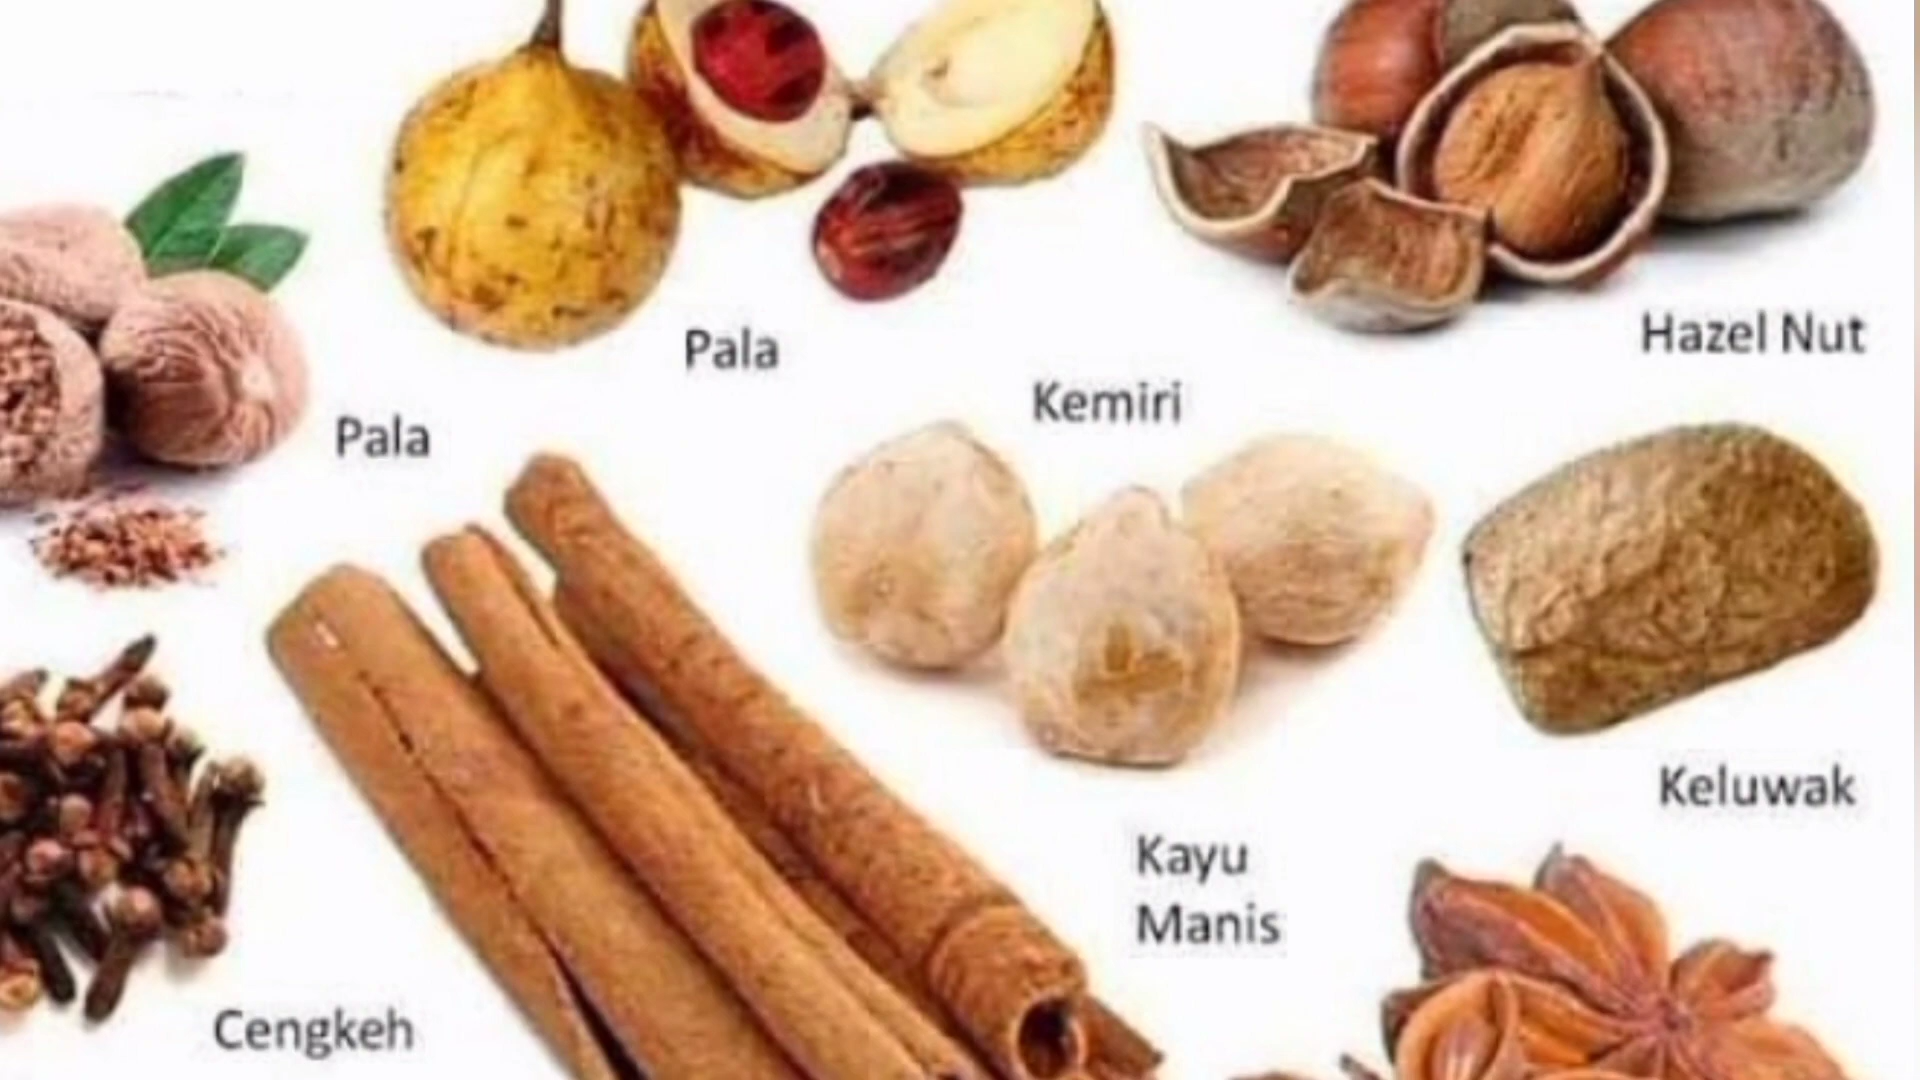 Hazel Nut
Pala
Kemiri
Pala
Keluwak
Kayu
Manis
Cengkeh